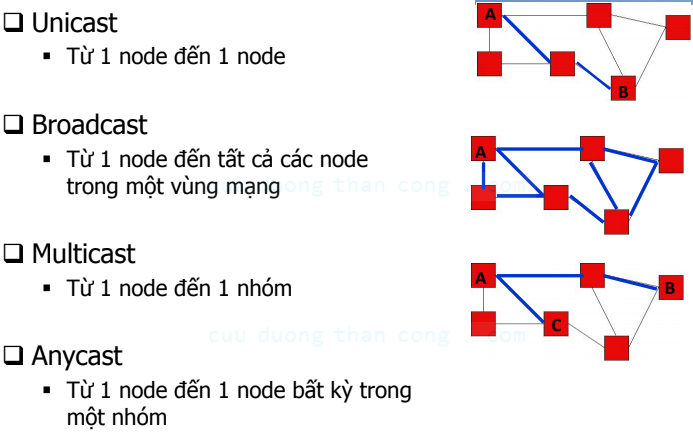 ❑ Unicast
▪ Từ 1 node đến 1 node
❑ Broadcast
▪ Từ 1 node đến tất cả các node
trong một vùng mạng
❑ Multicast
▪ Từ 1 node đến 1 nhóm
❑ Anycast
▪ Từ 1 node đến 1 node bất kỳ trong
một nhóm
A
B
A
A
B
C
cuu duong than cong . com
cuu duong than cong . com